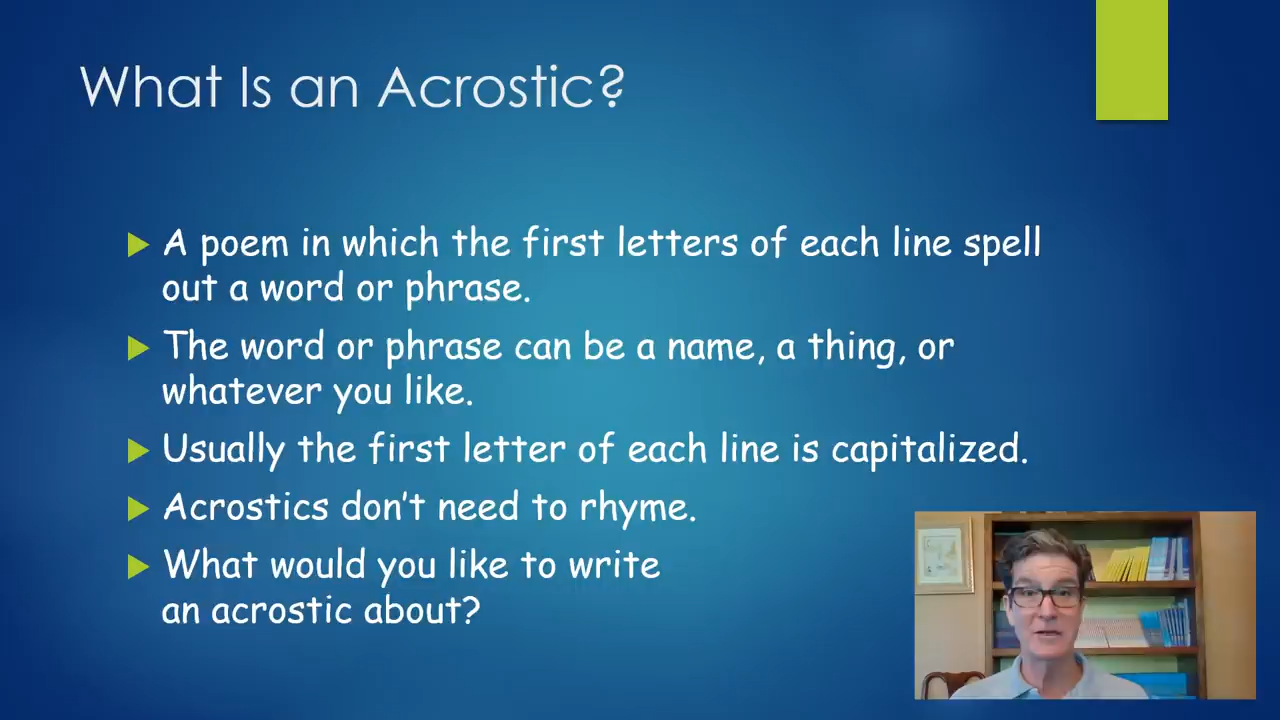 What Is an Acrostic?
A poem in which the first letters of each line spell
out a word or phrase.
The word or phrase can be a name, a thing, or
whatever you like.
Usually the first letter of each line is capitalized.
Acrostics don't need to rhyme.
What would you like to write
an acrostic about?